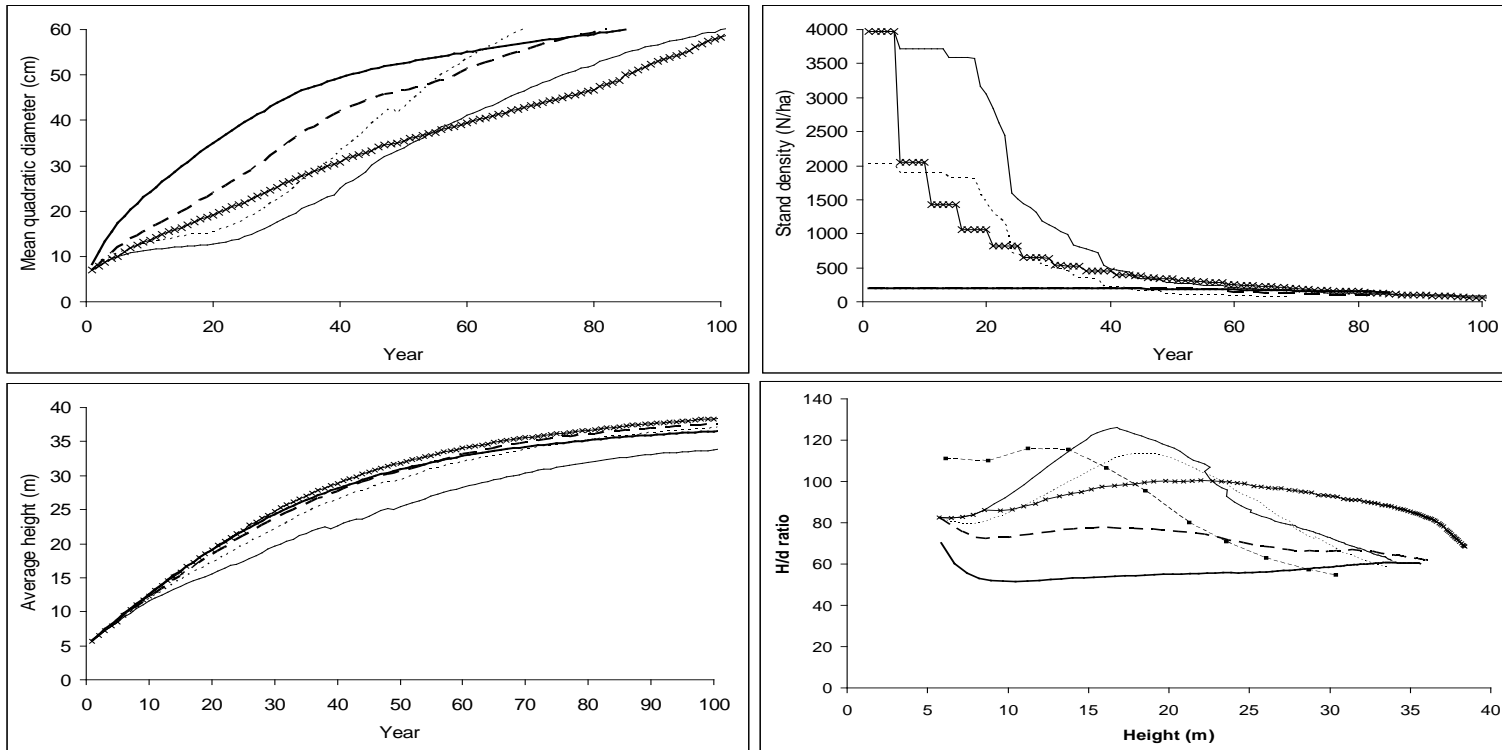 60
50
40
30
20
10
0
Mean quadratic diameter (cm)
0 20 40 60 80 100
Year
4000
3500
3000
2500
2000
1500
1000
500
0
Stand density (N/ha)
0 20 40 60 80 100
Year
40
35
30
25
20
15
10
5
0
Average height (m)
0 10 20 30 40 50 60 70 80 90 100
Year
140
120
100
80
60
40
20
0
H/d ratio
0 5 10 15 20 25 30 35 40
Height (m)